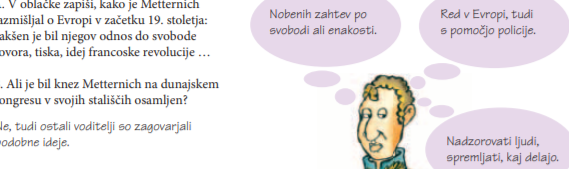 V oblačke zapiši, kako je Metternich
azmišljal o Evropi v začetku 19. stoletja:
akšen je bil njegov odnos do svobode
ovora, tiska, idej francoske revolucije …
. Ali je bil knez Metternich na dunajskem
ongresu v svojih stališčih osamljen?
Ne, tudi ostali voditelji so zagovarjali
podobne ideje.
Nobenih zahtev po
svobodi ali enakosti.
Red v Evropi, tudi
s pomočjo policije.
Nadzorovati ljudi,
spremljati, kaj delajo.